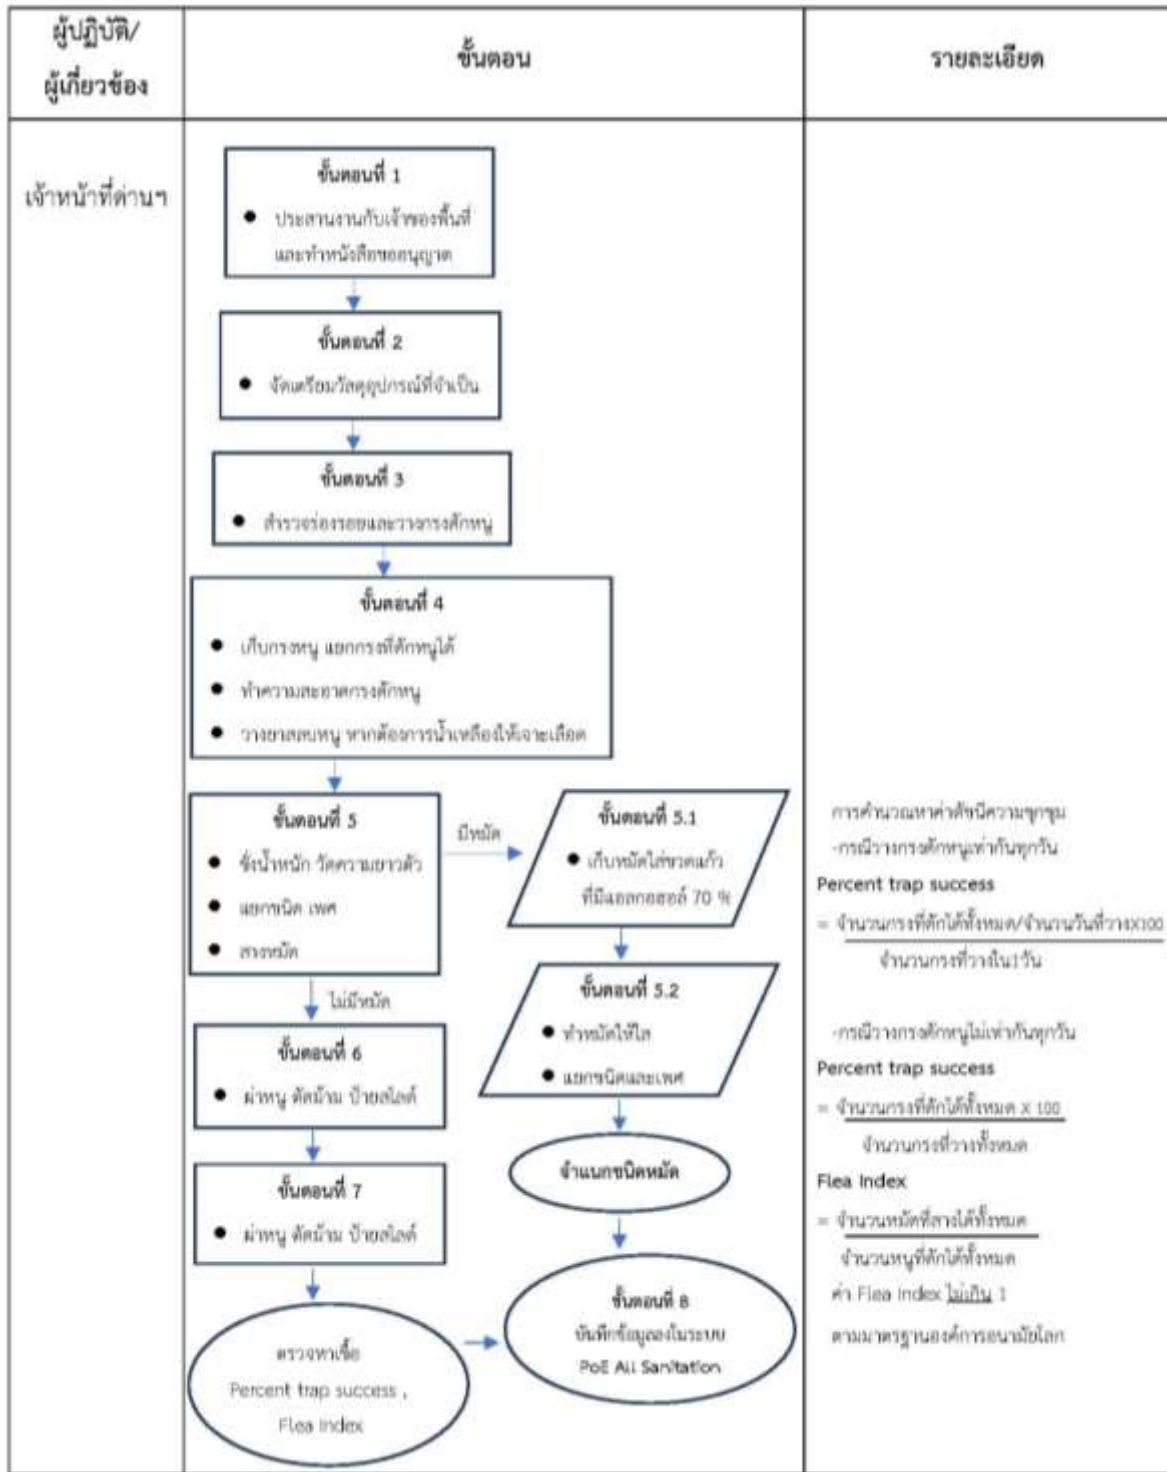 ผู้ปฏิบัติ/
ผู้เกี่ยวข้อง
ขั้นตอน
รายละเอียด
เจ้าหน้าที่ด่านฯ
ขั้นตอนที่ 1
● ประสานงานกับเจ้าของพื้นที่
และทำหนังสือขออนุญาต
ขั้นตอนที่ 2
● จัดเตรียมวัสดุอุปกรณ์ที่จำเป็น
ขั้นตอนที่ 3
● สำรวจร่องรอยและวางกรงดักหนู
ขั้นตอนที่ 4
● เก็บกรงหนู แยกกรงที่ดักหนูได้
● ทำความสะอาดกรงดักหนู
● วางยาสลบหนู หากต้องการน้ำเหลืองให้เจาะเลือด
ขั้นตอนที่ 5
● ชั่งน้ำหนัก วัดความยาวตัว
● แยกชนิด เพศ
● สางหมัด
มีหมัด
ขั้นตอนที่ 5.1
● เก็บหมัดใส่ขวดแก้ว
ที่มีแอลกอฮอล์ 70 %
ไม่มีหมัด
ขั้นตอนที่ 5.2
● ทำหมัดให้ใส
● แยกชนิดและเพศ
ขั้นตอนที่ 6
● ผ่าหนู ตัดม้าม ป้ายสไลด์
จำแนกชนิดหมัด
ขั้นตอนที่ 7
● ผ่าหนู ตัดม้าม ป้ายสไลด์
ตรวจหาเชื้อ
Percent trap success ,
Flea Index
ขั้นตอนที่ 8
บันทึกข้อมูลลงในระบบ
PoE All Sanitation
การคำนวณหาค่าดัชนีความชุกชุม
-กรณีวางกรงดักหนูเท่ากันทุกวัน
Percent trap success
= จำนวนกรงที่ดักได้ทั้งหมด/จำนวนวันที่วางX100
จำนวนกรงที่วางใน1วัน
-กรณีวางกรงดักหนูไม่เท่ากันทุกวัน
Percent trap success
= จำนวนกรงที่ดักได้ทั้งหมด X 100
จำนวนกรงที่วางทั้งหมด
Flea Index
= จำนวนหมัดที่สางได้ทั้งหมด
จำนวนหนูที่ดักได้ทั้งหมด
ค่า Flea Index ไม่เกิน 1
ตามมาตรฐานองค์การอนามัยโลก